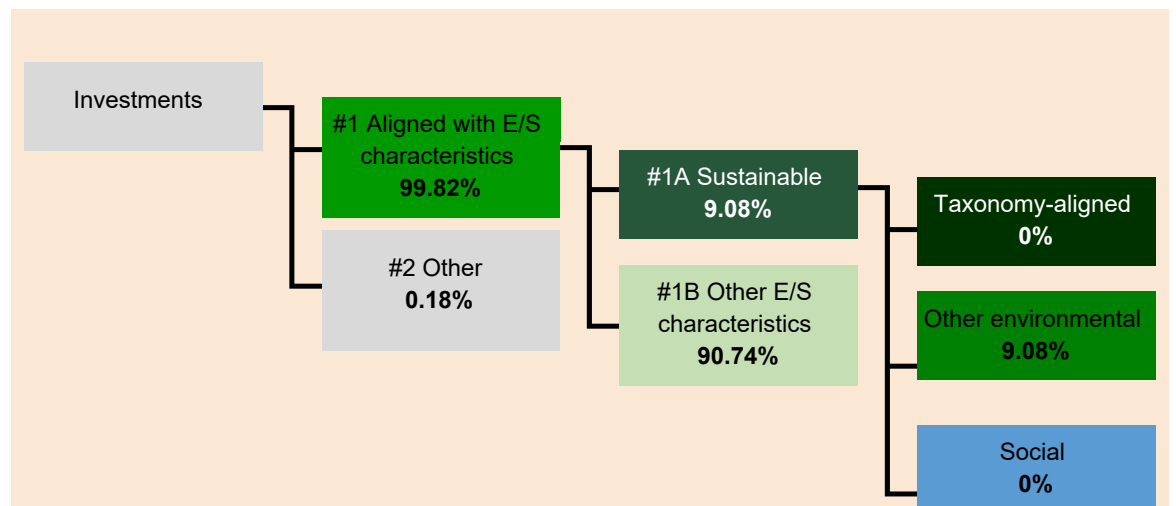 Investments
#1 Aligned with E/S
characteristics
99.82%
#2 Other
0.18%
#1A Sustainable
9.08%
#1B Other E/S
characteristics
90.74%
Taxonomy-aligned
0%
Other environmental
9.08%
Social
0%